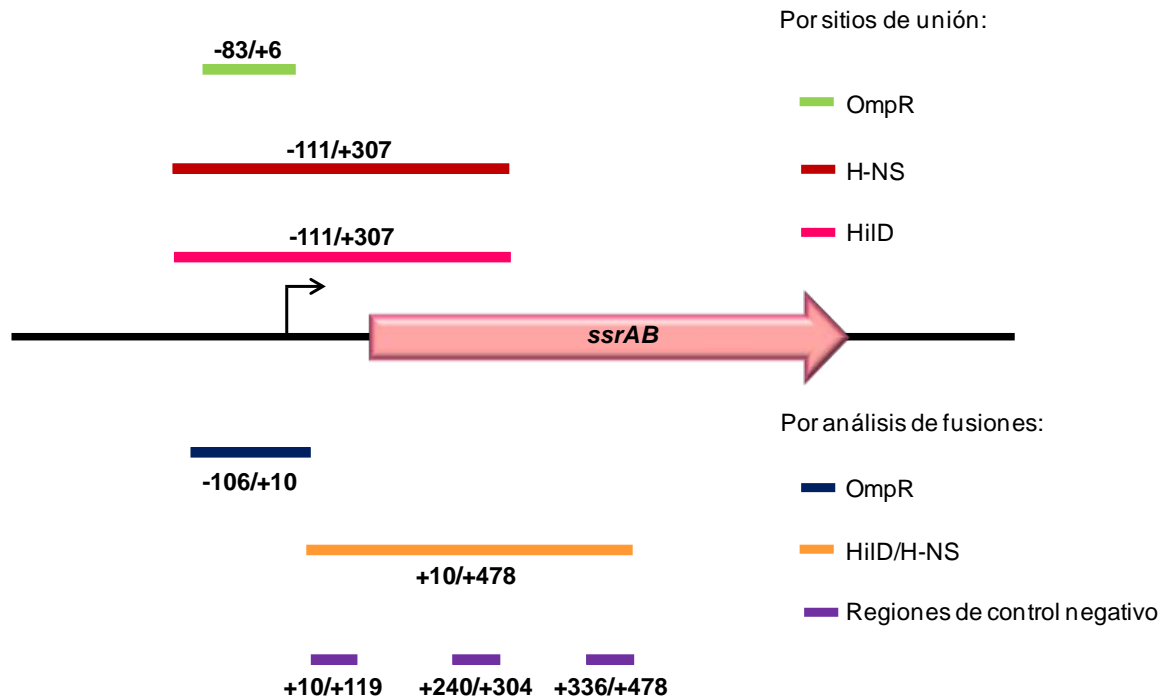 Por sitios de unión:
-83/+6
OmpR
-111/+307
H-NS
-111/+307
HilD
ssrAB
Por análisis de fusiones:
-106/+10
OmpR
HilD/H-NS
+10/+478
Regiones de control negativo
+10/+119
+240/+304
+336/+478